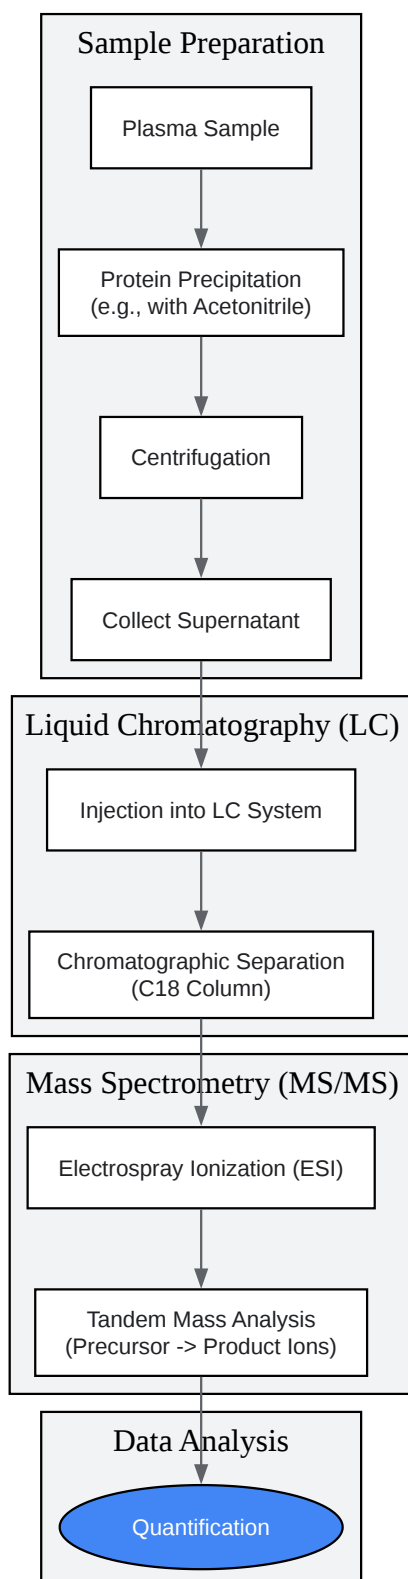 Sample Preparation
Plasma Sample
Protein Precipitation
(e.g., with Acetonitrile)
Centrifugation
Collect Supernatant
Liquid Chromatography (LC)
Injection into LC System
Chromatographic Separation
(C18 Column)
Mass Spectrometry (MS/MS)
Electrospray Ionization (ESI)
Tandem Mass Analysis
(Precursor -> Product Ions)
Data Analysis
Quantification